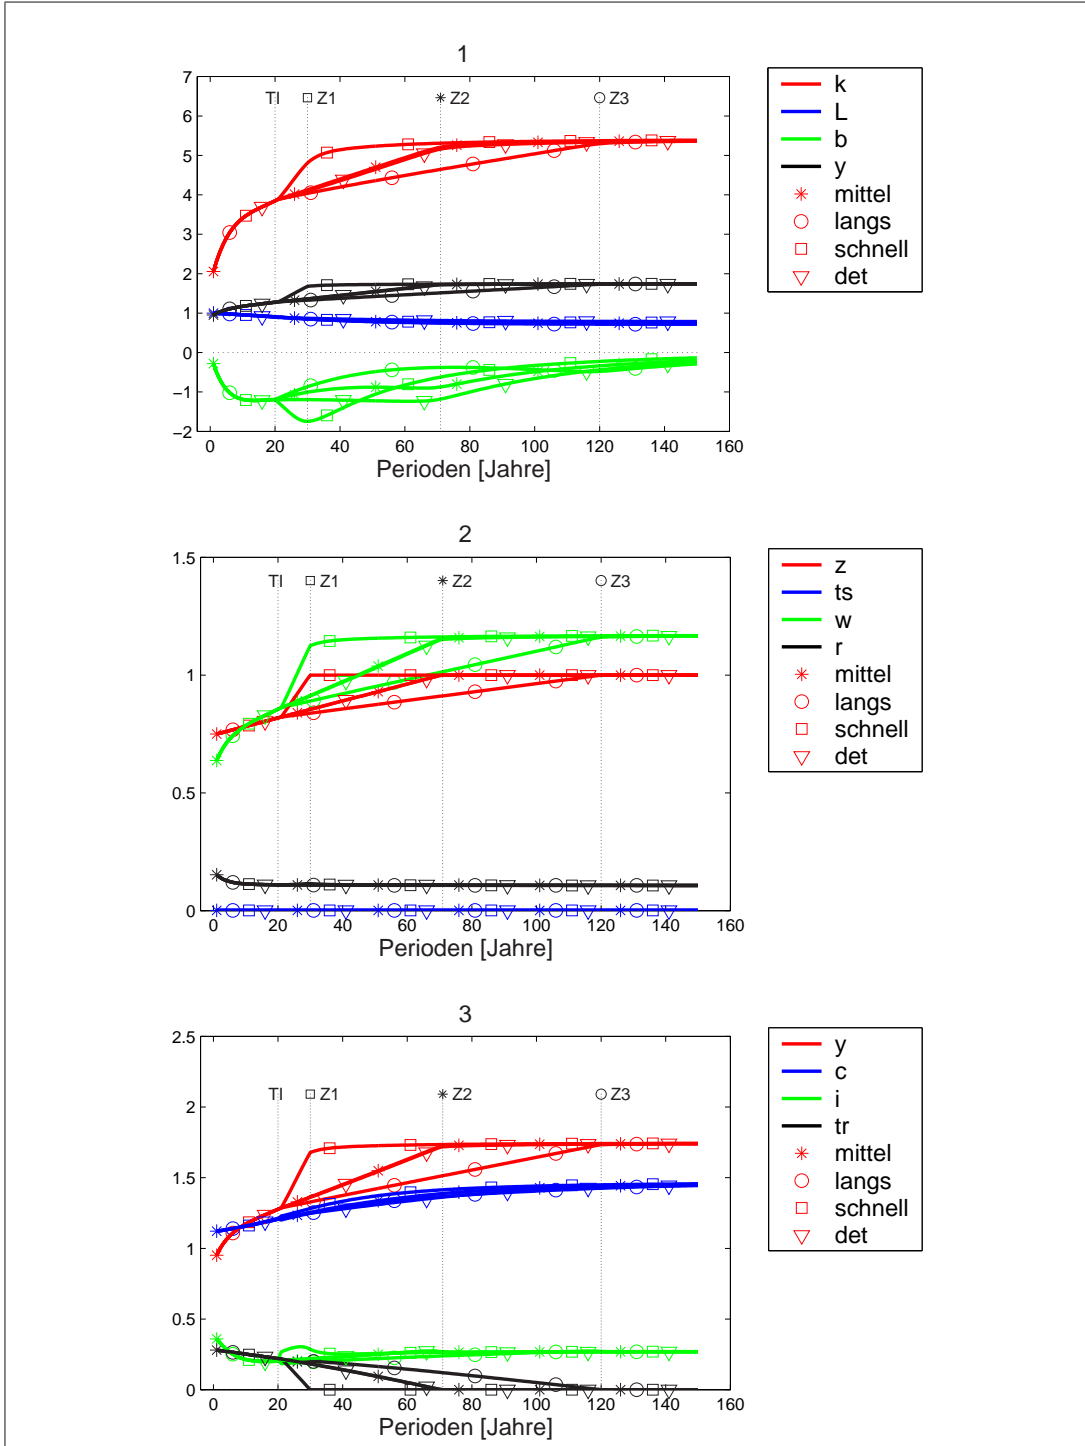 1
7
6
5
4
3
2
1
0
−1
−2
TI Z1 Z2 Z3
0 20 40 60 80 100 120 140 160
Perioden [Jahre]
k
L
b
y
mittel
langs
schnell
det
2
1.5
1
0.5
0
TI Z1 Z2 Z3
0 20 40 60 80 100 120 140 160
Perioden [Jahre]
z
ts
w
r
mittel
langs
schnell
det
3
2.5
2
1.5
1
0.5
0
TI Z1 Z2 Z3
0 20 40 60 80 100 120 140 160
Perioden [Jahre]
y
c
i
tr
mittel
langs
schnell
det